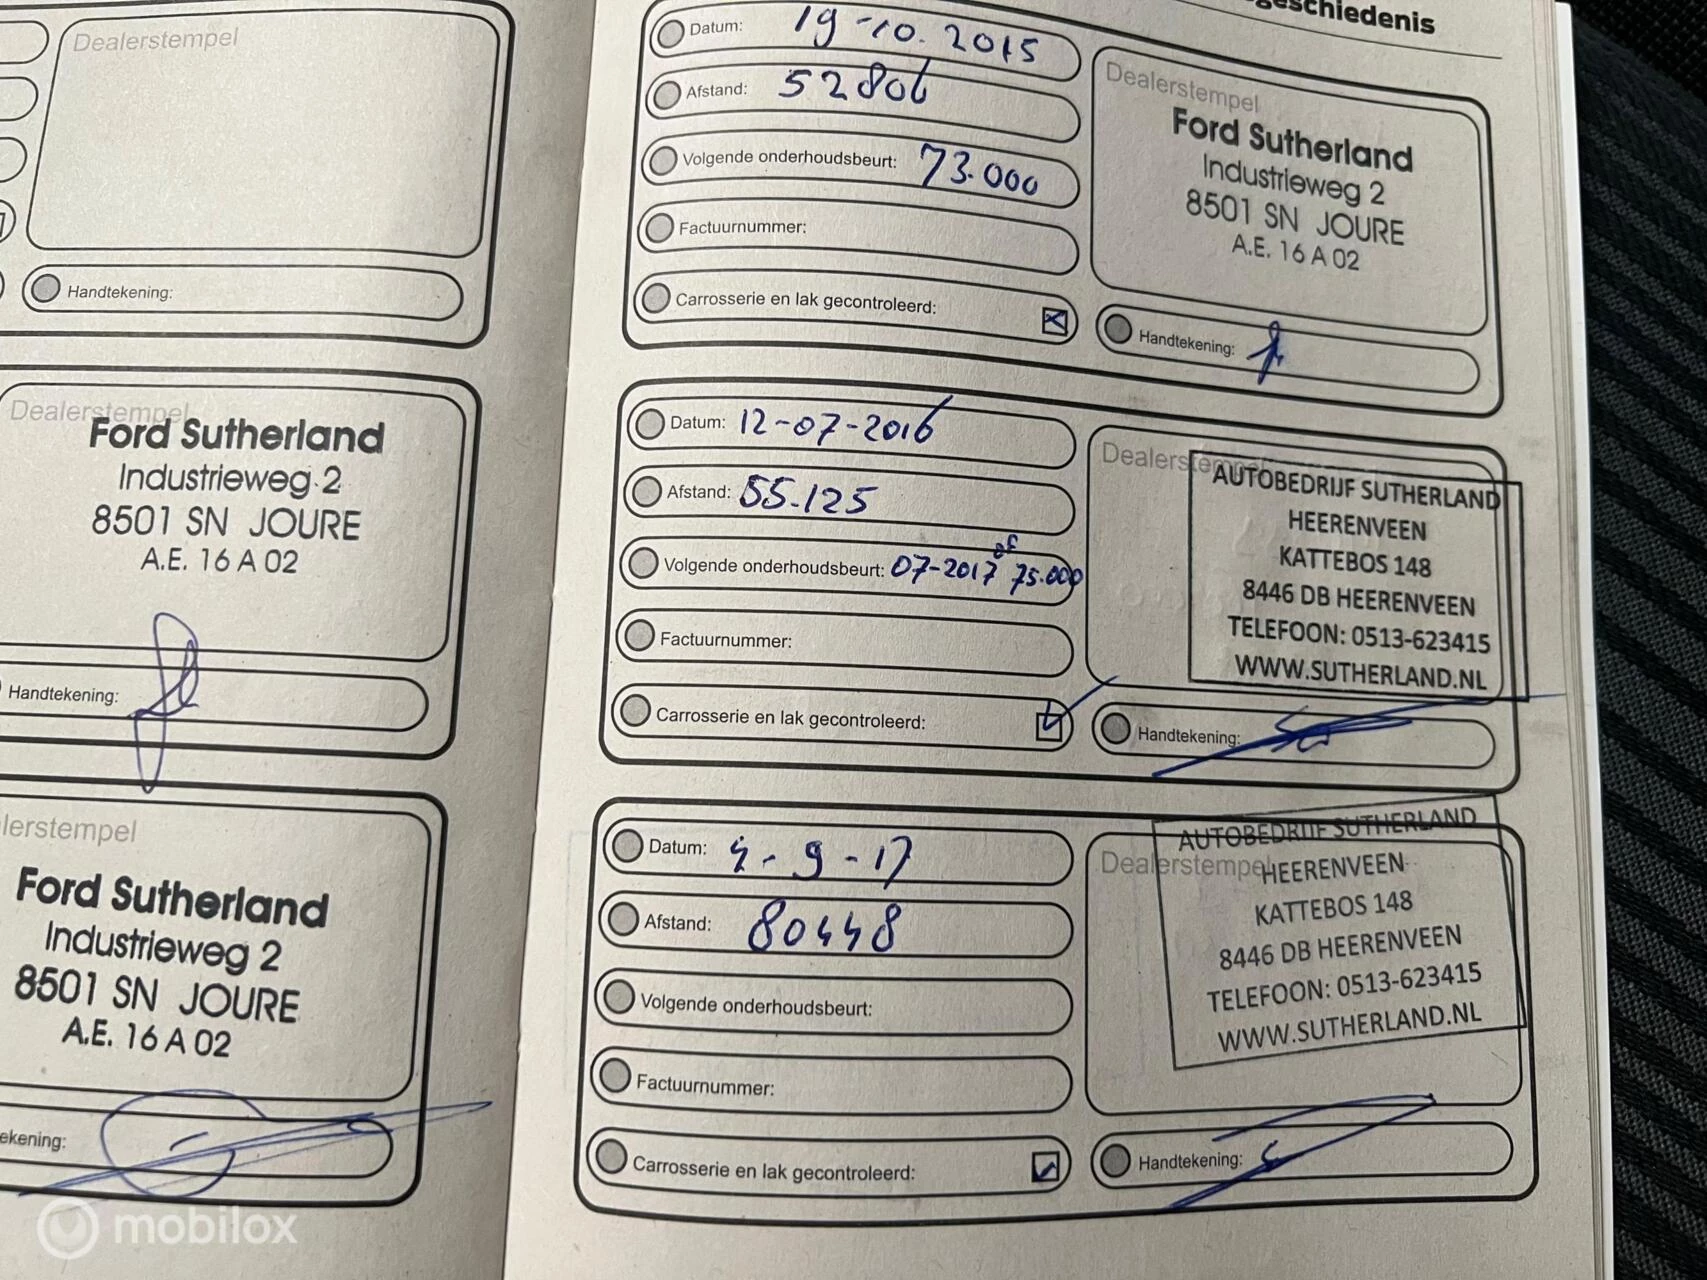 Dealerstempel
Handtekening:
Dealerstempel
Ford Sutherland
Industrieweg 2
8501 SN JOURE
A.E. 16 A 02
Handtekening:
lerstempel
Ford Sutherland
Industrieweg 2
8501 SN JOURE
A.E. 16 A 02
ekening:
geschiedenis
Datum: 19-10.2015
Afstand: 52806
Volgende onderhoudsbeurt: 73.000
Factuurnummer:
Carrosserie en lak gecontroleerd:
Dealerstempel
Ford Sutherland
Industrieweg 2
8501 SN JOURE
A.E. 16 A 02
Handtekening:
Datum: 12-07-2016
Afstand: 55.125
Volgende onderhoudsbeurt: 07-2017 of 75.000
Factuurnummer:
Carrosserie en lak gecontroleerd:
Dealerstempel
AUTOBEDRIJF SUTHERLAND
HEERENVEEN
KATTEBOS 148
8446 DB HEERENVEEN
TELEFOON: 0513-623415
WWW.SUTHERLAND.NL
Handtekening:
Datum: 4-9-17
Afstand: 80448
Volgende onderhoudsbeurt:
Factuurnummer:
Carrosserie en lak gecontroleerd:
Dealerstempel
AUTOBEDRIJF SUTHERLAND
HEERENVEEN
KATTEBOS 148
8446 DB HEERENVEEN
TELEFOON: 0513-623415
WWW.SUTHERLAND.NL
Handtekening:
mobilox